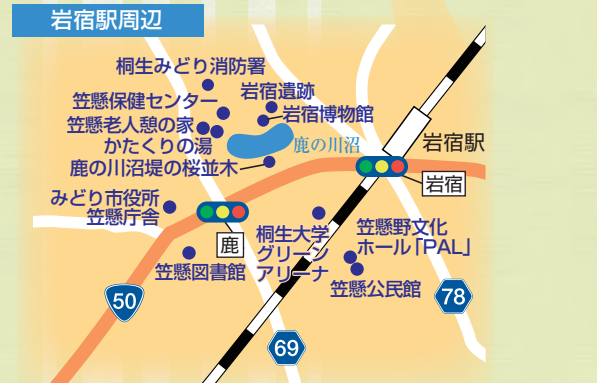 岩宿駅周辺
桐生みどり消防署
岩宿遺跡
笠懸保健センター
岩宿博物館
笠懸老人憩の家
かたくりの湯
鹿の川沼
岩宿駅
鹿の川沼堤の桜並木
岩宿
みどり市役所
笠懸庁舎
鹿
桐生大学
グリーン
アリーナ
笠懸野文化
ホール「PAL」
笠懸図書館
笠懸公民館
50
78
69